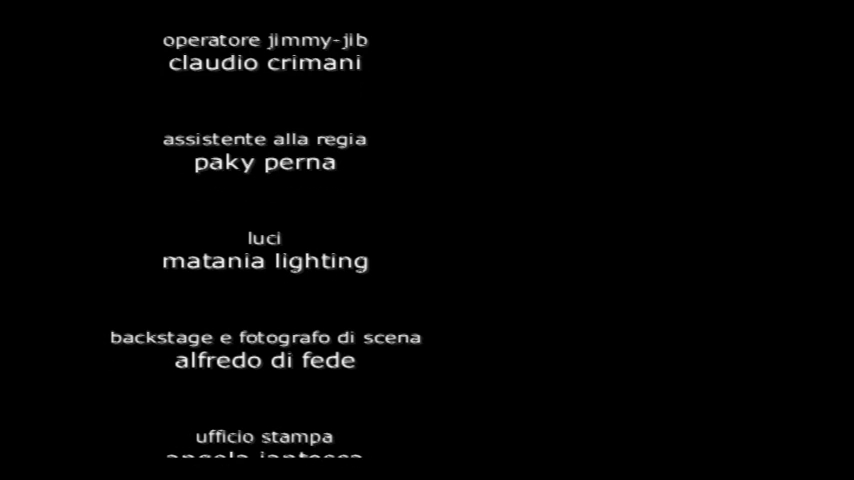 operatore jimmy-jib
claudio crimani
assistente alla regia
paky perna
luci
matania lighting
backstage e fotografo di scena
alfredo di fede
ufficio stampa